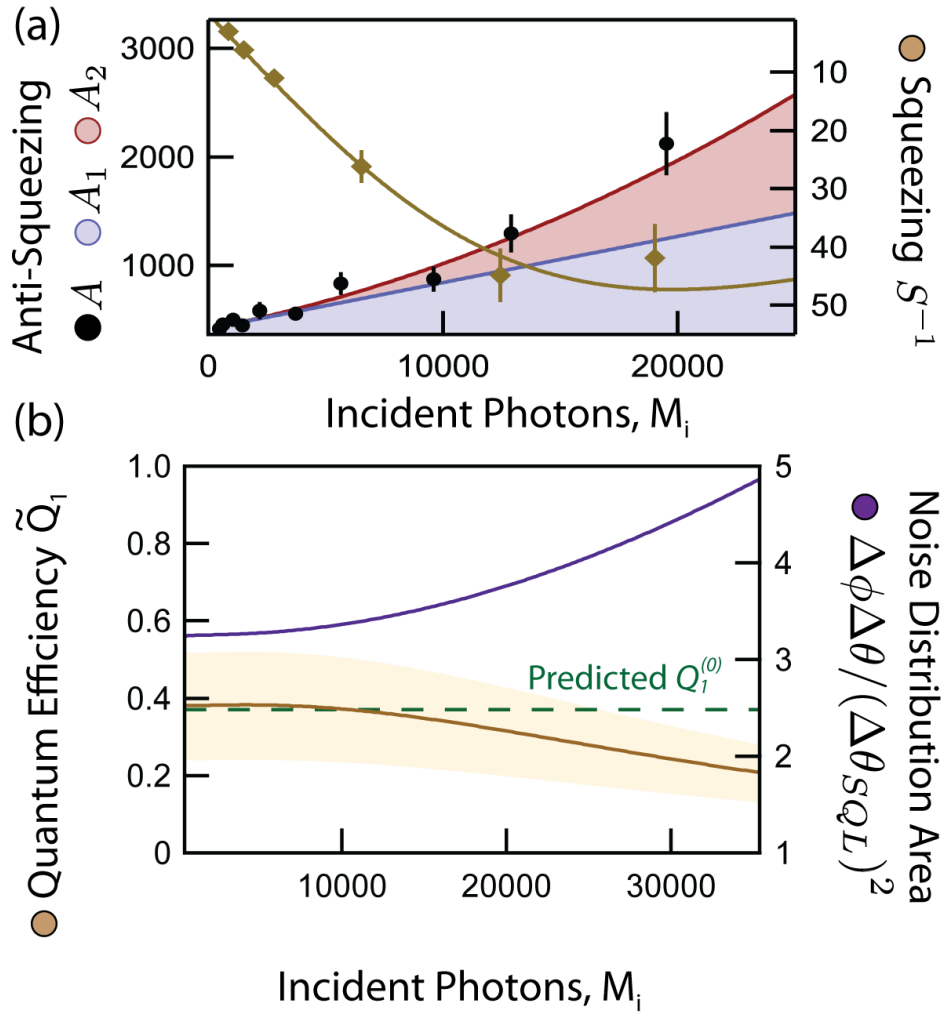 (a)
Anti-Squeezing
A A₁ A₂
3000
2000
1000
10
20
30
40
50
Squeezing S⁻¹
0 10000 20000
Incident Photons, Mᵢ
(b)
Quantum Efficiency Q̃₁
1.0
0.8
0.6
0.4
0.2
0
Predicted Q₁⁽⁰⁾
5
4
3
2
1
Noise Distribution Area
ΔϕΔθ/(Δθ_SQL)²
10000 20000 30000
Incident Photons, Mᵢ